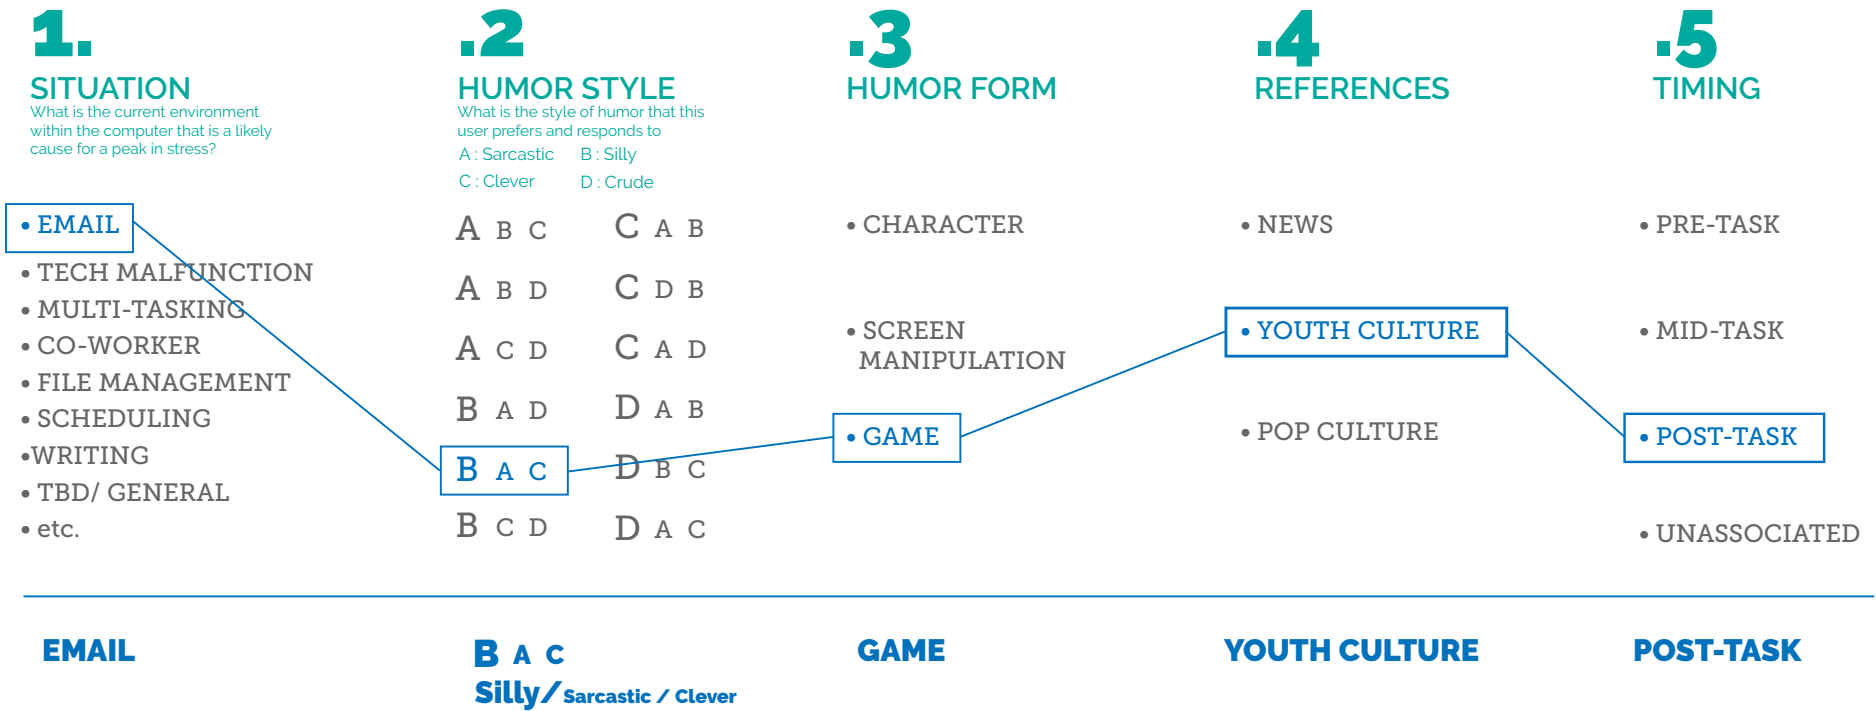 1.
SITUATION
What is the current environment
within the computer that is a likely
cause for a peak in stress?
• EMAIL
• TECH MALFUNCTION
• MULTI-TASKING
• CO-WORKER
• FILE MANAGEMENT
• SCHEDULING
•WRITING
• TBD/ GENERAL
• etc.
.2
HUMOR STYLE
What is the style of humor that this
user prefers and responds to
A : Sarcastic B : Silly
C : Clever D : Crude
A B C C A B
A B D C D B
A C D C A D
B A D D A B
B A C D B C
B C D D A C
.3
HUMOR FORM
• CHARACTER
• SCREEN
MANIPULATION
• GAME
.4
REFERENCES
• NEWS
• YOUTH CULTURE
• POP CULTURE
.5
TIMING
• PRE-TASK
• MID-TASK
• POST-TASK
• UNASSOCIATED
EMAIL
B A C
Silly/Sarcastic / Clever
GAME
YOUTH CULTURE
POST-TASK